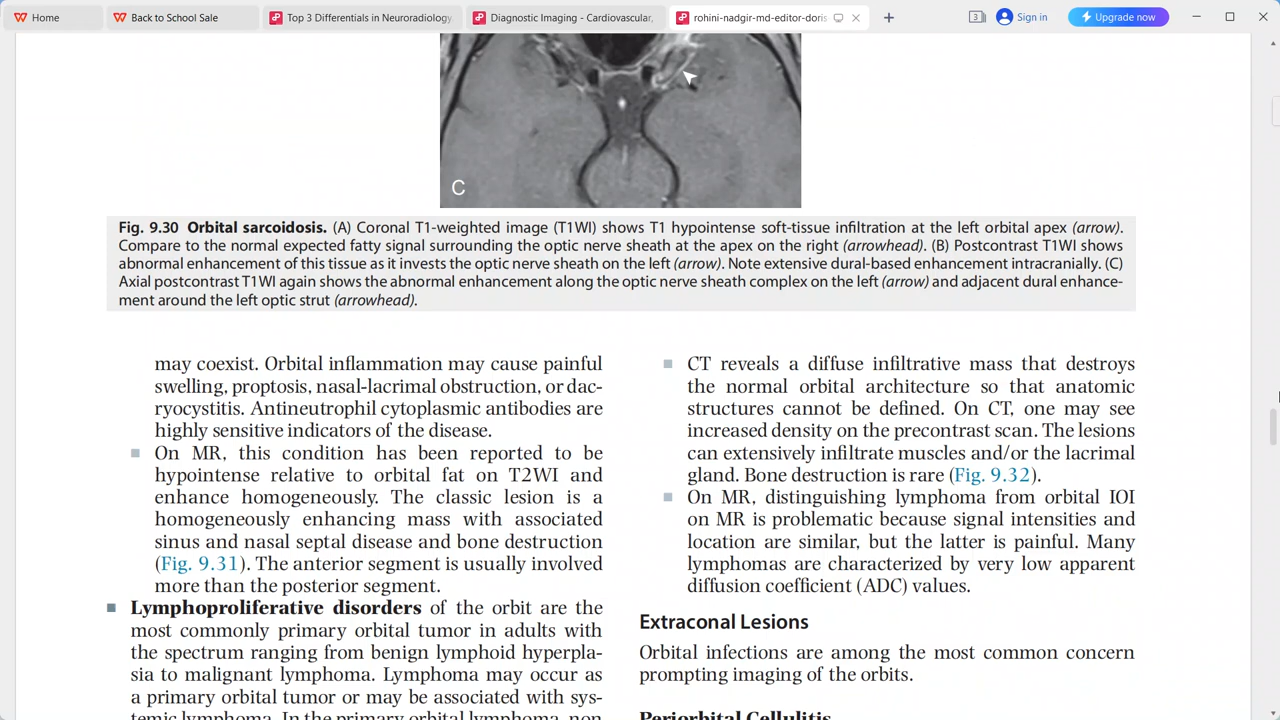 Home
Back to School Sale
Top 3 Differentials in Neuroradiology
Diagnostic Imaging - Cardiovascular,
rohini-nadgir-md-editor-doris
3
Sign in
Upgrade now
C
Fig. 9.30 Orbital sarcoidosis. (A) Coronal T1-weighted image (T1WI) shows T1 hypointense soft-tissue infiltration at the left orbital apex (arrow).
Compare to the normal expected fatty signal surrounding the optic nerve sheath at the apex on the right (arrowhead). (B) Postcontrast T1WI shows
abnormal enhancement of this tissue as it invests the optic nerve sheath on the left (arrow). Note extensive dural-based enhancement intracranially. (C)
Axial postcontrast T1WI again shows the abnormal enhancement along the optic nerve sheath complex on the left (arrow) and adjacent dural enhance-
ment around the left optic strut (arrowhead).
may coexist. Orbital inflammation may cause painful
swelling, proptosis, nasal-lacrimal obstruction, or dac-
ryocystitis. Antineutrophil cytoplasmic antibodies are
highly sensitive indicators of the disease.
On MR, this condition has been reported to be
hypointense relative to orbital fat on T2WI and
enhance homogeneously. The classic lesion is a
homogeneously enhancing mass with associated
sinus and nasal septal disease and bone destruction
(Fig. 9.31). The anterior segment is usually involved
more than the posterior segment.
Lymphoproliferative disorders of the orbit are the
most commonly primary orbital tumor in adults with
the spectrum ranging from benign lymphoid hyperpla-
sia to malignant lymphoma. Lymphoma may occur as
a primary orbital tumor or may be associated with sys-
temic lymphoma. In the primary orbital lymphoma, non
CT reveals a diffuse infiltrative mass that destroys
the normal orbital architecture so that anatomic
structures cannot be defined. On CT, one may see
increased density on the precontrast scan. The lesions
can extensively infiltrate muscles and/or the lacrimal
gland. Bone destruction is rare (Fig. 9.32).
On MR, distinguishing lymphoma from orbital IOI
on MR is problematic because signal intensities and
location are similar, but the latter is painful. Many
lymphomas are characterized by very low apparent
diffusion coefficient (ADC) values.
Extraconal Lesions
Orbital infections are among the most common concern
prompting imaging of the orbits.
Periorbital Cellulitis